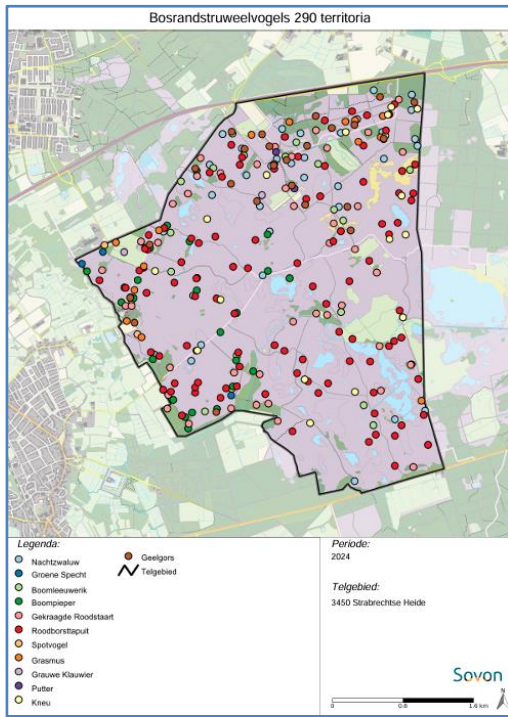 Bosrandstruweelvogels 290 territoria
Legenda:
Nachtzwaluw
Groene Specht
Boomleeuwerik
Boompieper
Gekraagde Roodstaart
Roodborsttapuit
Spotvogel
Grasmus
Grauwe Klauwier
Putter
Kneu
Geelgors
Telgebied
Periode:
2024
Telgebied:
3450 Strabrechtse Heide
Sovon
0 0.8 1.6 km
N